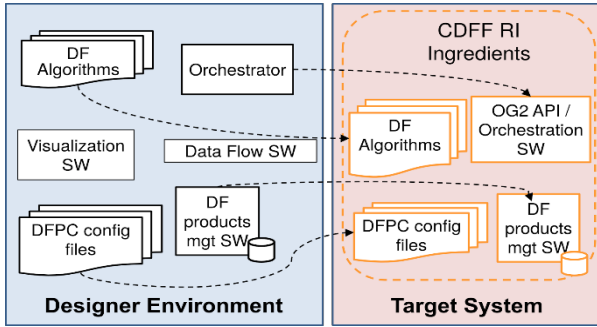 DF
Algorithms
Orchestrator
Visualization
SW
Data Flow SW
DFPC config
files
DF
products
mgt SW
Designer Environment
CDFF RI
Ingredients
DF
Algorithms
OG2 API /
Orchestration
SW
DFPC config
files
DF
products
mgt SW
Target System